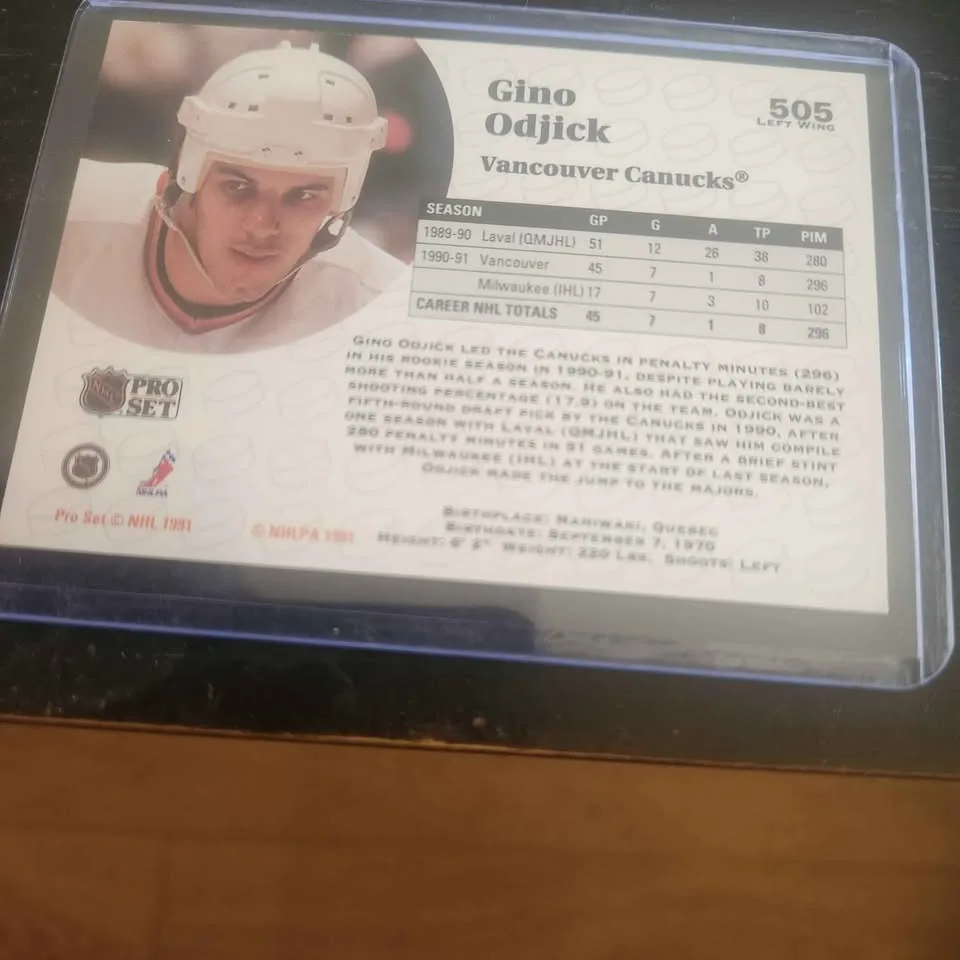 Gino
Odjick
Vancouver Canucks®
505
LEFT WING
SEASON GP G A TP PIM
1989-90 Laval (QMJHL) 51 12 26 38 280
1990-91 Vancouver 45 7 1 8 296
Milwaukee (IHL) 17 7 3 10 102
CAREER NHL TOTALS 45 7 1 8 296
GINO ODJICK LED THE CANUCKS IN PENALTY MINUTES (296)
IN HIS ROOKIE SEASON IN 1990-91, DESPITE PLAYING BARELY
MORE THAN HALF A SEASON. HE ALSO HAD THE SECOND-BEST
SHOOTING PERCENTAGE (17.9) ON THE TEAM. ODJICK WAS A
FIFTH-ROUND DRAFT PICK BY THE CANUCKS IN 1990, AFTER
ONE SEASON WITH LAVAL (QMJHL) THAT SAW HIM COMPILE
280 PENALTY MINUTES IN 51 GAMES. AFTER A BRIEF STINT
WITH MILWAUKEE (IHL) AT THE START OF LAST SEASON,
ODJICK MADE THE JUMP TO THE MAJORS.
BIRTHPLACE: MANIWAKI, QUEBEC
BIRTHDATE: SEPTEMBER 7, 1970
HEIGHT: 6' 2" WEIGHT: 220 LBS. SHOOTS: LEFT
NHL PRO
SET
NHLPA
Pro Set © NHL 1991
© NHLPA 1991